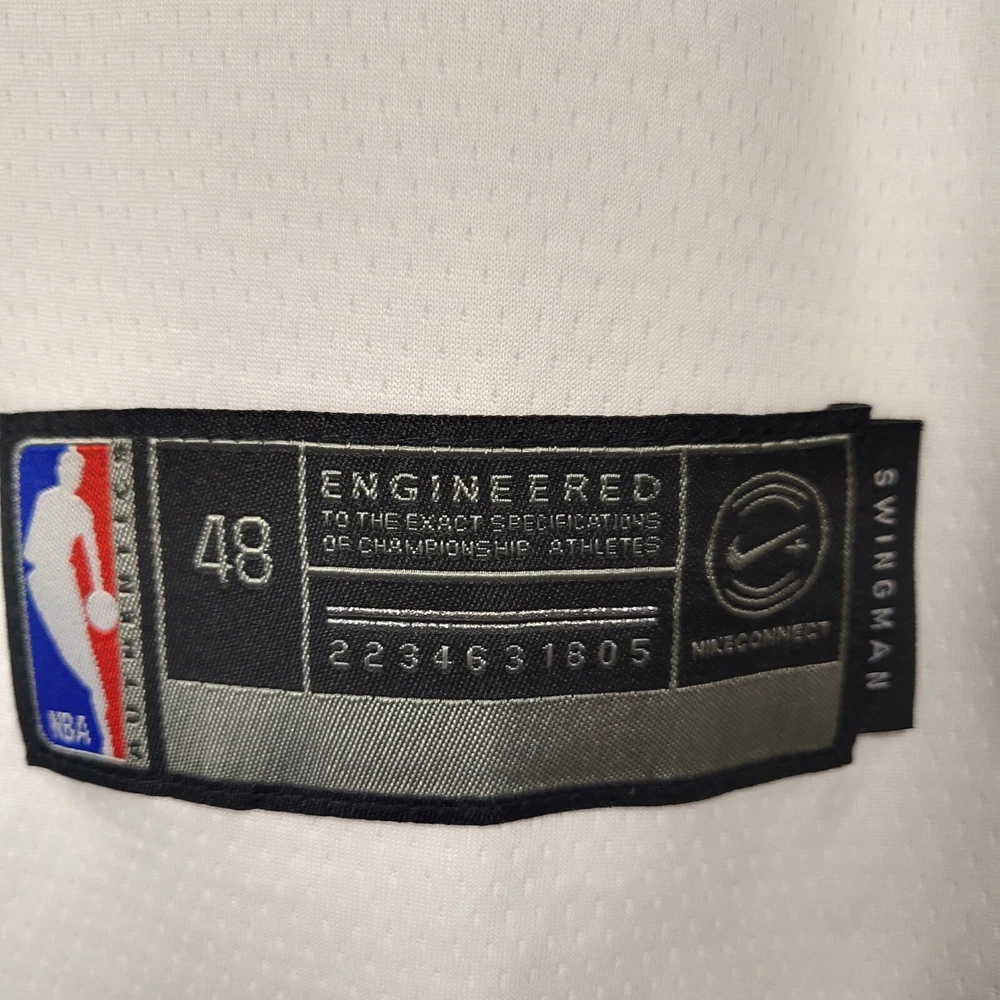 NBA
AUTHENTICS
48
ENGINEERED
TO THE EXACT SPECIFICATIONS
OF CHAMPIONSHIP ATHLETES
2234631805
NIKECONNECT
SWINGMAN